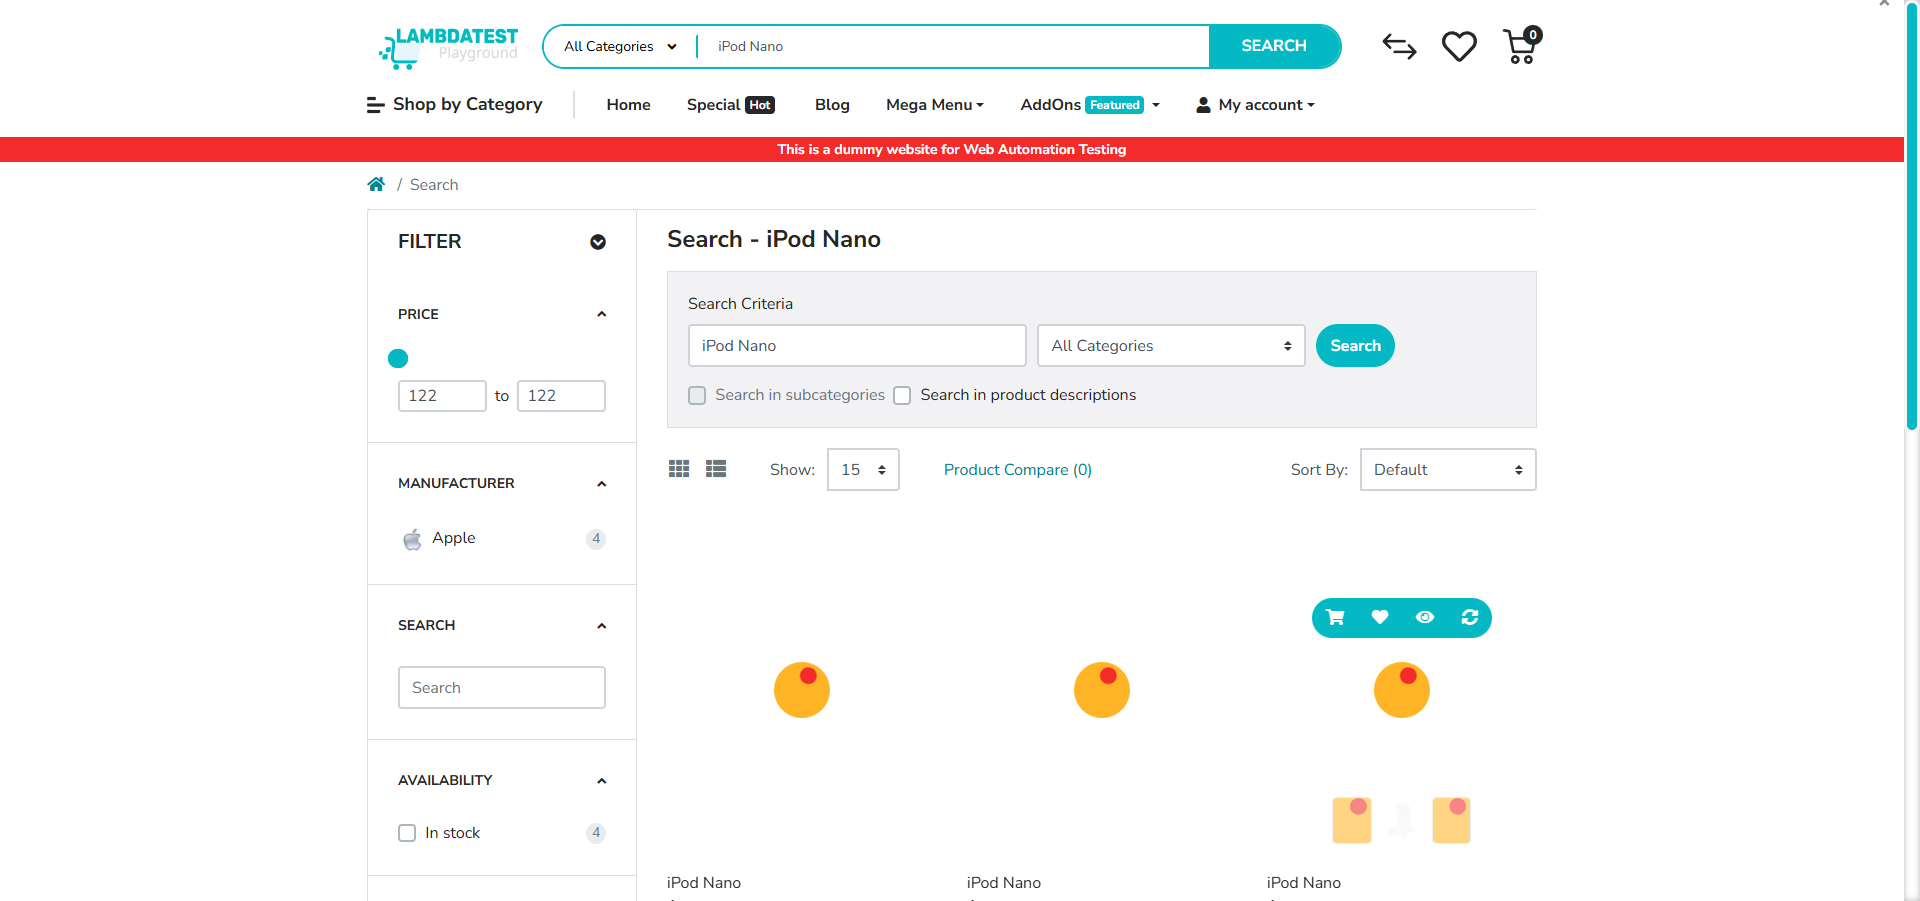 LAMBDATEST
Playground
All Categories
iPod Nano
SEARCH
0
Shop by Category
Home
Special Hot
Blog
Mega Menu
AddOns Featured
My account
This is a dummy website for Web Automation Testing
/ Search
FILTER
PRICE
122 to 122
MANUFACTURER
Apple 4
SEARCH
Search
AVAILABILITY
In stock 4
Search - iPod Nano
Search Criteria
iPod Nano
All Categories
Search
Search in subcategories
Search in product descriptions
Show: 15
Product Compare (0)
Sort By: Default
iPod Nano
iPod Nano
iPod Nano